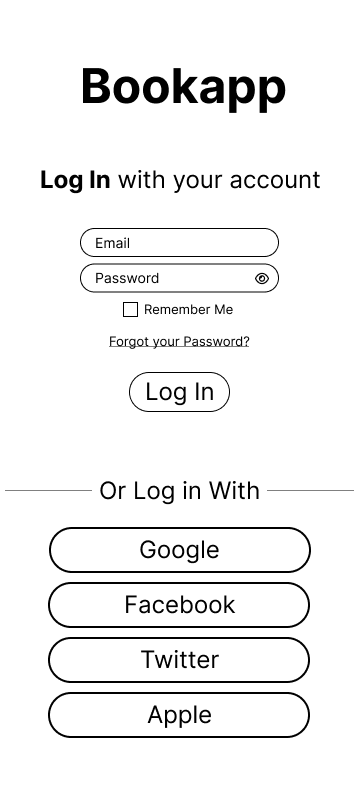 Bookapp
Log In with your account
Email
Password
Remember Me
Forgot your Password?
Log In
Or Log in With
Google
Facebook
Twitter
Apple